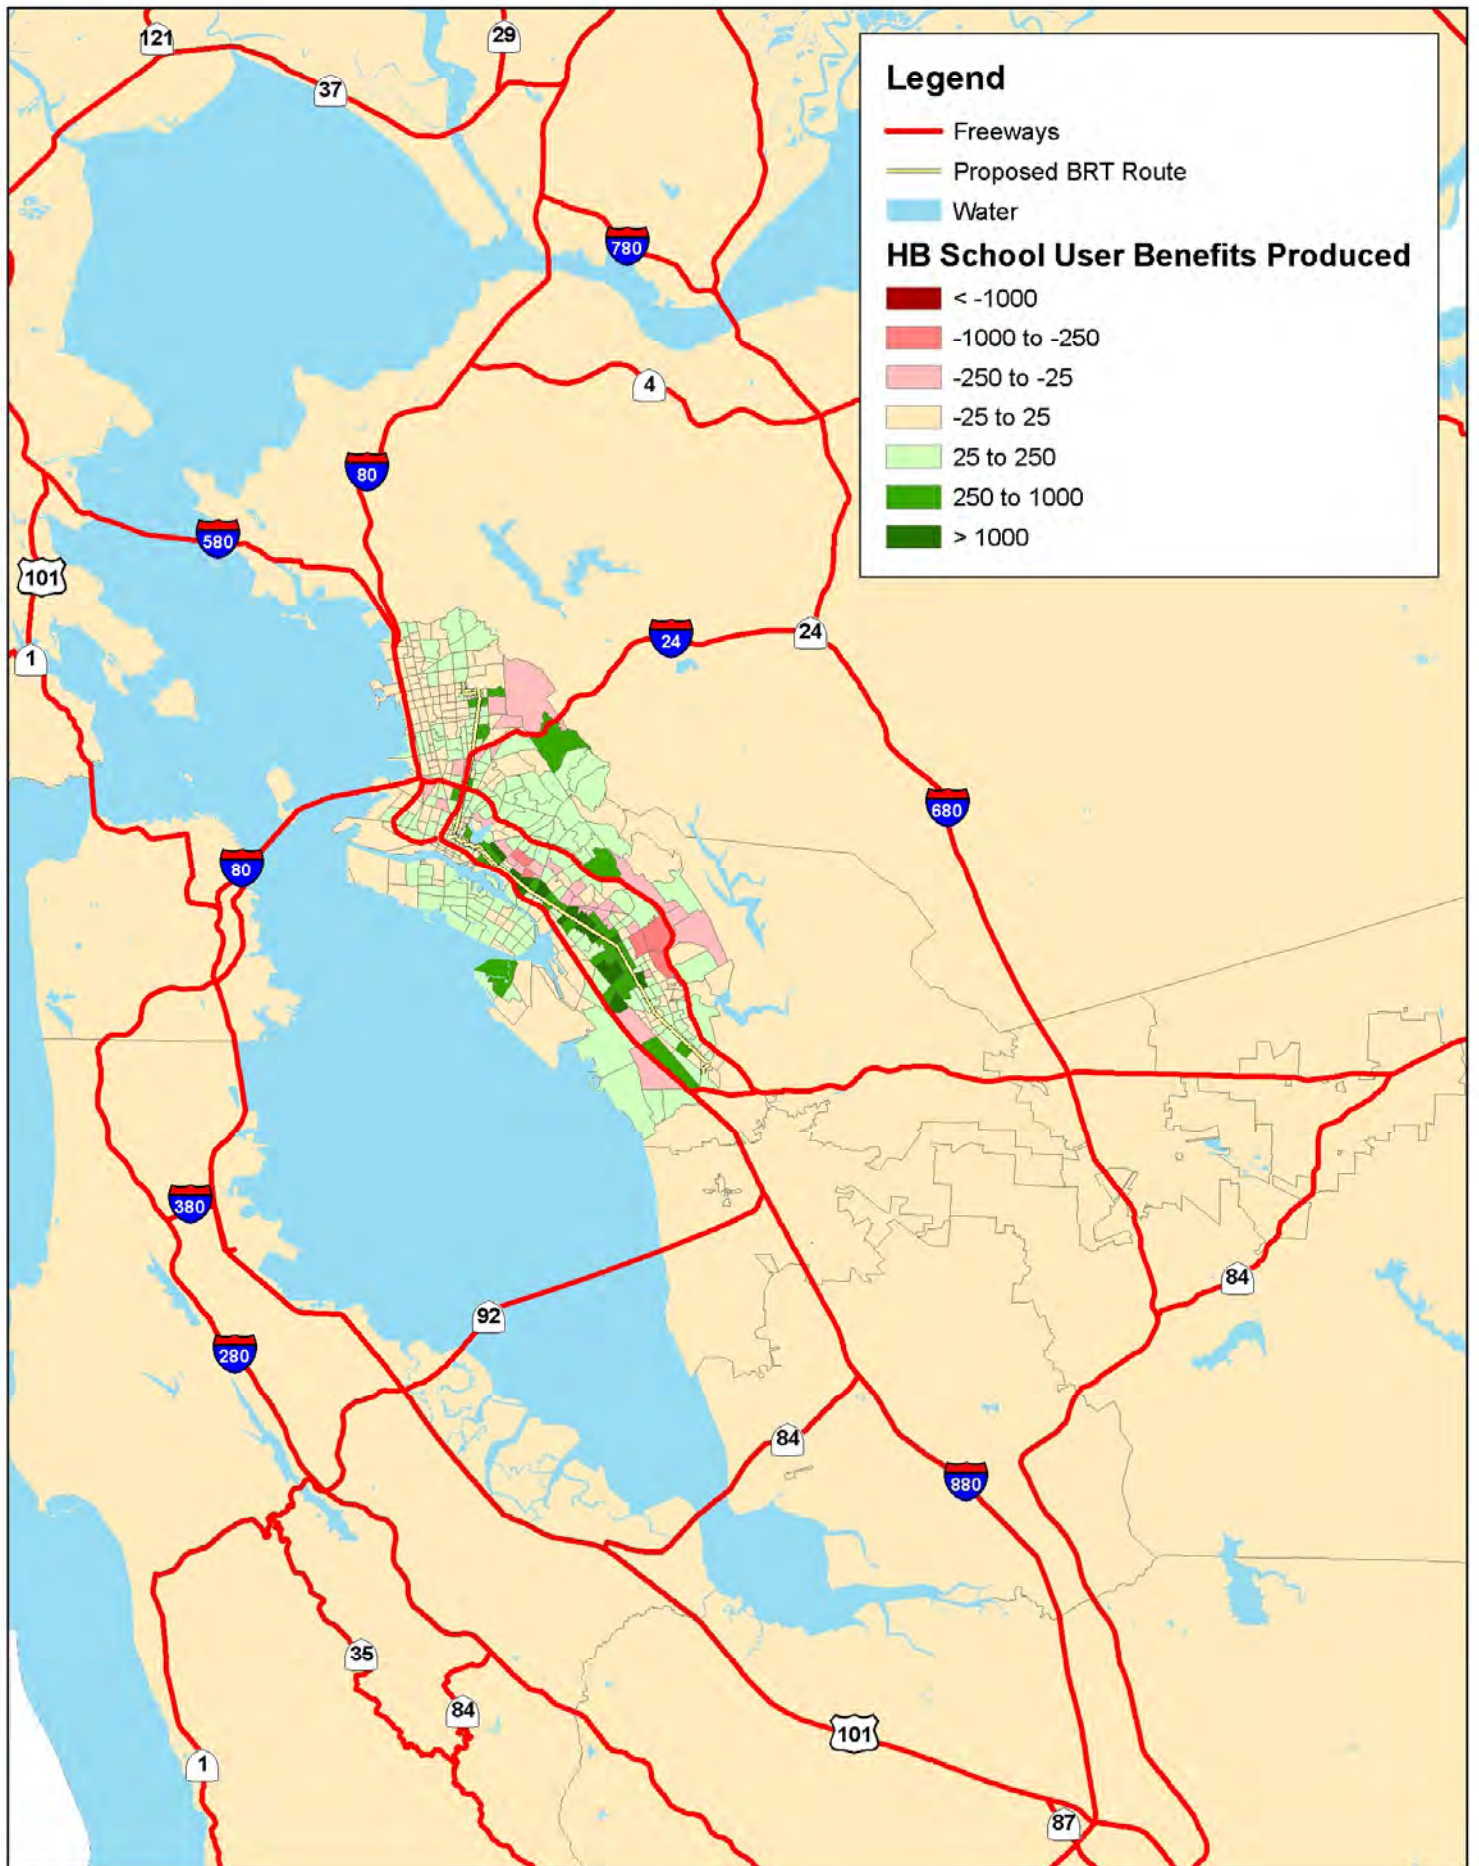 121
29
37
Legend
Freeways
Proposed BRT Route
Water
HB School User Benefits Produced
< -1000
-1000 to -250
-250 to -25
-25 to 25
25 to 250
250 to 1000
> 1000
780
4
80
580
101
1
24
24
680
80
380
84
92
280
84
880
35
84
101
1
87